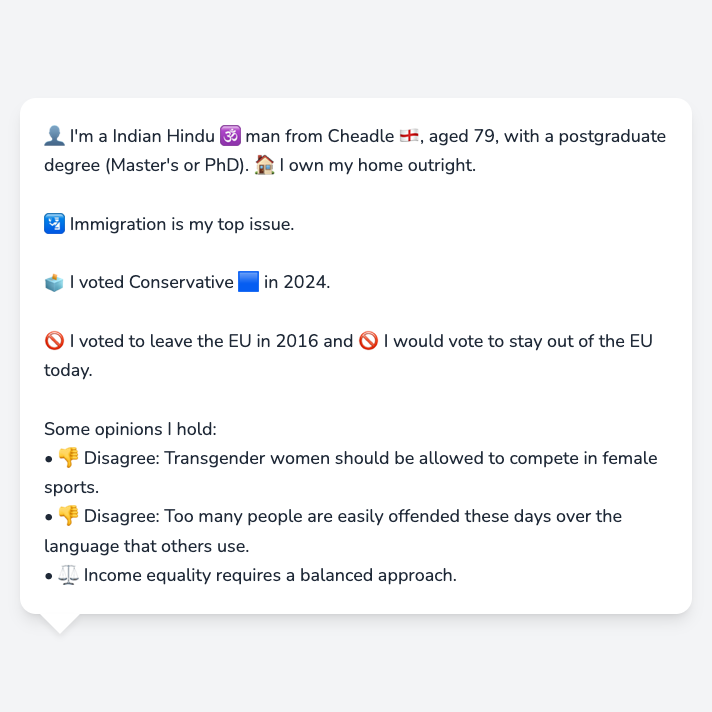 👤 I'm a Indian Hindu 🕉️ man from Cheadle 🏴󠁧󠁢󠁥󠁮󠁧󠁿, aged 79, with a postgraduate
degree (Master's or PhD). 🏠 I own my home outright.
🛂 Immigration is my top issue.
🗳️ I voted Conservative 🟦 in 2024.
🚫 I voted to leave the EU in 2016 and 🚫 I would vote to stay out of the EU
today.
Some opinions I hold:
• 👎 Disagree: Transgender women should be allowed to compete in female
sports.
• 👎 Disagree: Too many people are easily offended these days over the
language that others use.
• ⚖️ Income equality requires a balanced approach.